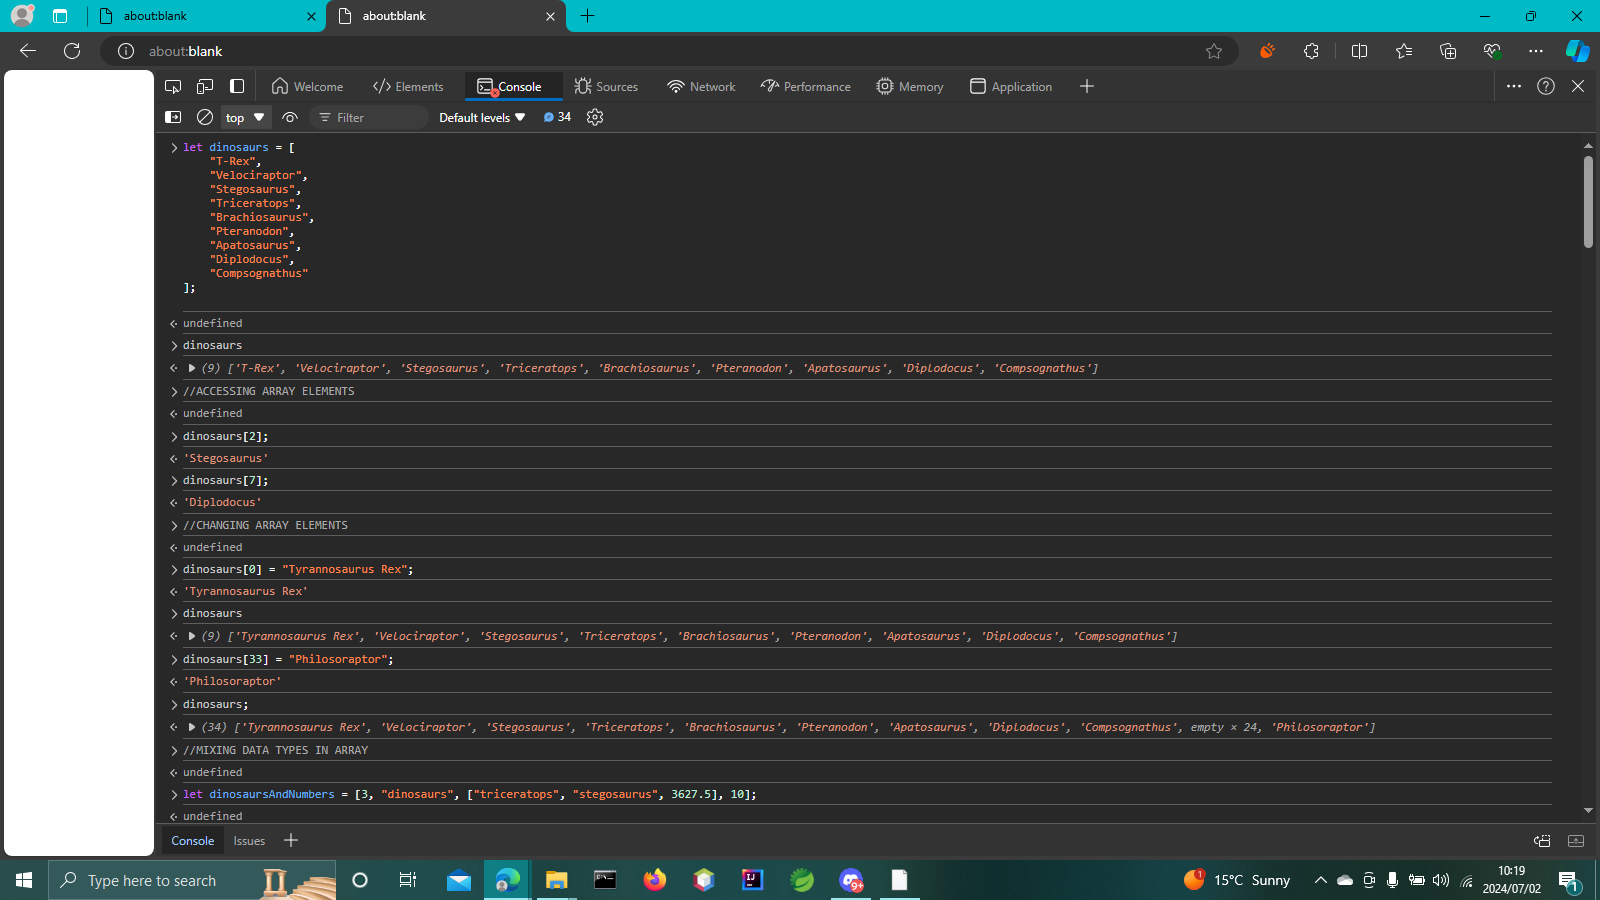 about:blank
about:blank
about:blank
Welcome
Elements
Console
Sources
Network
Performance
Memory
Application
top
Filter
Default levels
34
let dinosaurs = [
"T-Rex",
"Velociraptor",
"Stegosaurus",
"Triceratops",
"Brachiosaurus",
"Pteranodon",
"Apatosaurus",
"Diplodocus",
"Compsognathus"
];
undefined
dinosaurs
(9) ['T-Rex', 'Velociraptor', 'Stegosaurus', 'Triceratops', 'Brachiosaurus', 'Pteranodon', 'Apatosaurus', 'Diplodocus', 'Compsognathus']
//ACCESSING ARRAY ELEMENTS
undefined
dinosaurs[2];
'Stegosaurus'
dinosaurs[7];
'Diplodocus'
//CHANGING ARRAY ELEMENTS
undefined
dinosaurs[0] = "Tyrannosaurus Rex";
'Tyrannosaurus Rex'
dinosaurs
(9) ['Tyrannosaurus Rex', 'Velociraptor', 'Stegosaurus', 'Triceratops', 'Brachiosaurus', 'Pteranodon', 'Apatosaurus', 'Diplodocus', 'Compsognathus']
dinosaurs[33] = "Philosoraptor";
'Philosoraptor'
dinosaurs;
(34) ['Tyrannosaurus Rex', 'Velociraptor', 'Stegosaurus', 'Triceratops', 'Brachiosaurus', 'Pteranodon', 'Apatosaurus', 'Diplodocus', 'Compsognathus', empty × 24, 'Philosoraptor']
//MIXING DATA TYPES IN ARRAY
undefined
let dinosaursAndNumbers = [3, "dinosaurs", ["triceratops", "stegosaurus", 3627.5], 10];
undefined
Console
Issues
Type here to search
9+
1
15°C Sunny
10:19
2024/07/02
1